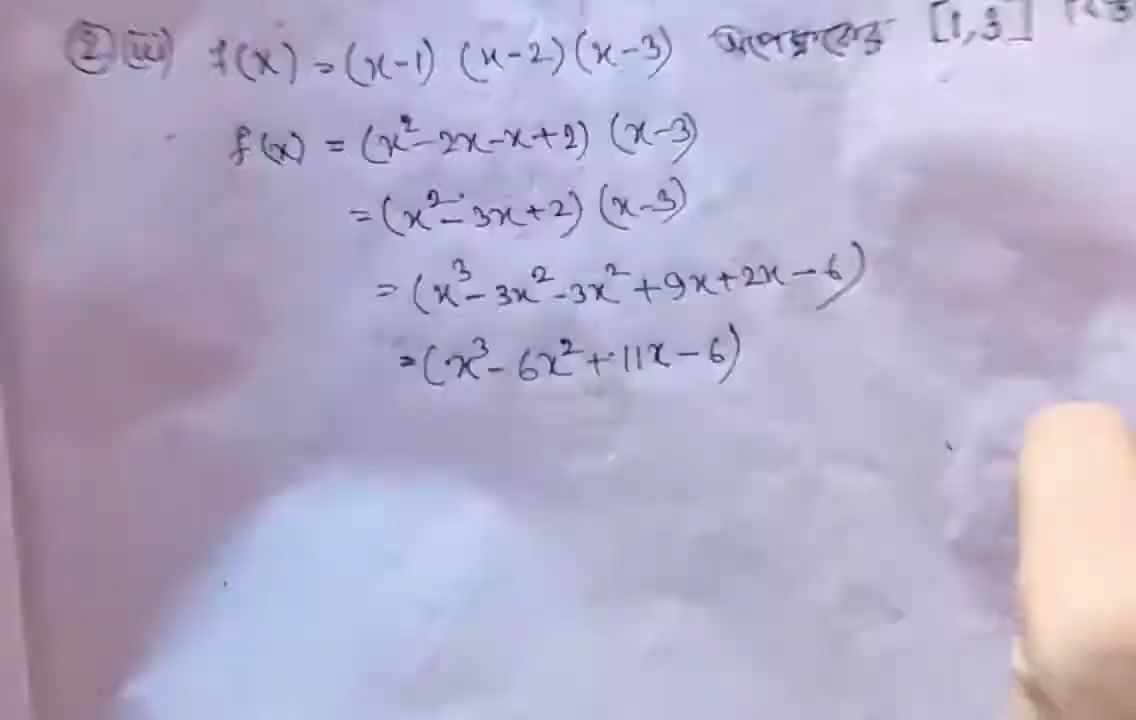 ② (iii) f(x) = (x-1) (x-2) (x-3) [1,3]
f(x) = (x²-2x-x+2) (x-3)
= (x²-3x+2) (x-3)
= (x³-3x²-3x²+9x+2x-6)
= (x³-6x²+11x-6)